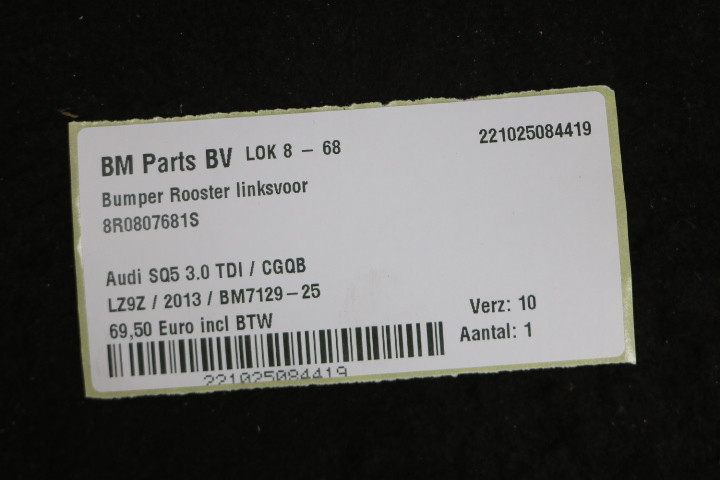 BM Parts BV LOK 8 - 68 221025084419
Bumper Rooster linksvoor
8R0807681S
Audi SQ5 3.0 TDI / CGQB
LZ9Z / 2013 / BM7129-25
69,50 Euro incl BTW
Verz: 10
Aantal: 1
221025084419